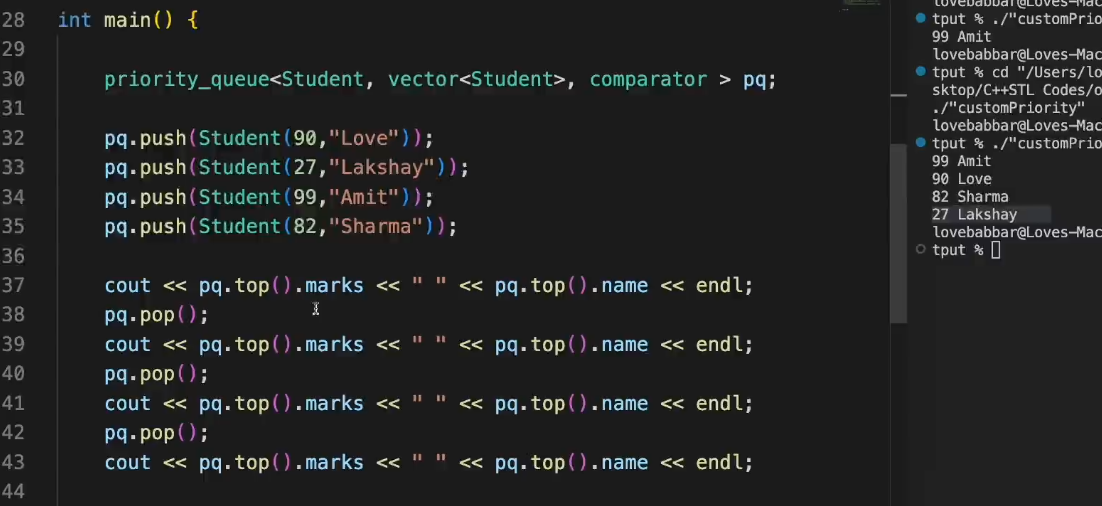 28 int main() {
29
30 priority_queue<Student, vector<Student>, comparator > pq;
31
32 pq.push(Student(90,"Love"));
33 pq.push(Student(27,"Lakshay"));
34 pq.push(Student(99,"Amit"));
35 pq.push(Student(82,"Sharma"));
36
37 cout << pq.top().marks << " " << pq.top().name << endl;
38 pq.pop();
39 cout << pq.top().marks << " " << pq.top().name << endl;
40 pq.pop();
41 cout << pq.top().marks << " " << pq.top().name << endl;
42 pq.pop();
43 cout << pq.top().marks << " " << pq.top().name << endl;
44
lovebabbar@Loves-Mac
tput % ./"customPrio
99 Amit
lovebabbar@Loves-Mac
tput % cd "/Users/lo
sktop/C++STL Codes/o
./"customPriority"
lovebabbar@Loves-Mac
tput % ./"customPrio
99 Amit
90 Love
82 Sharma
27 Lakshay
lovebabbar@Loves-Mac
tput %